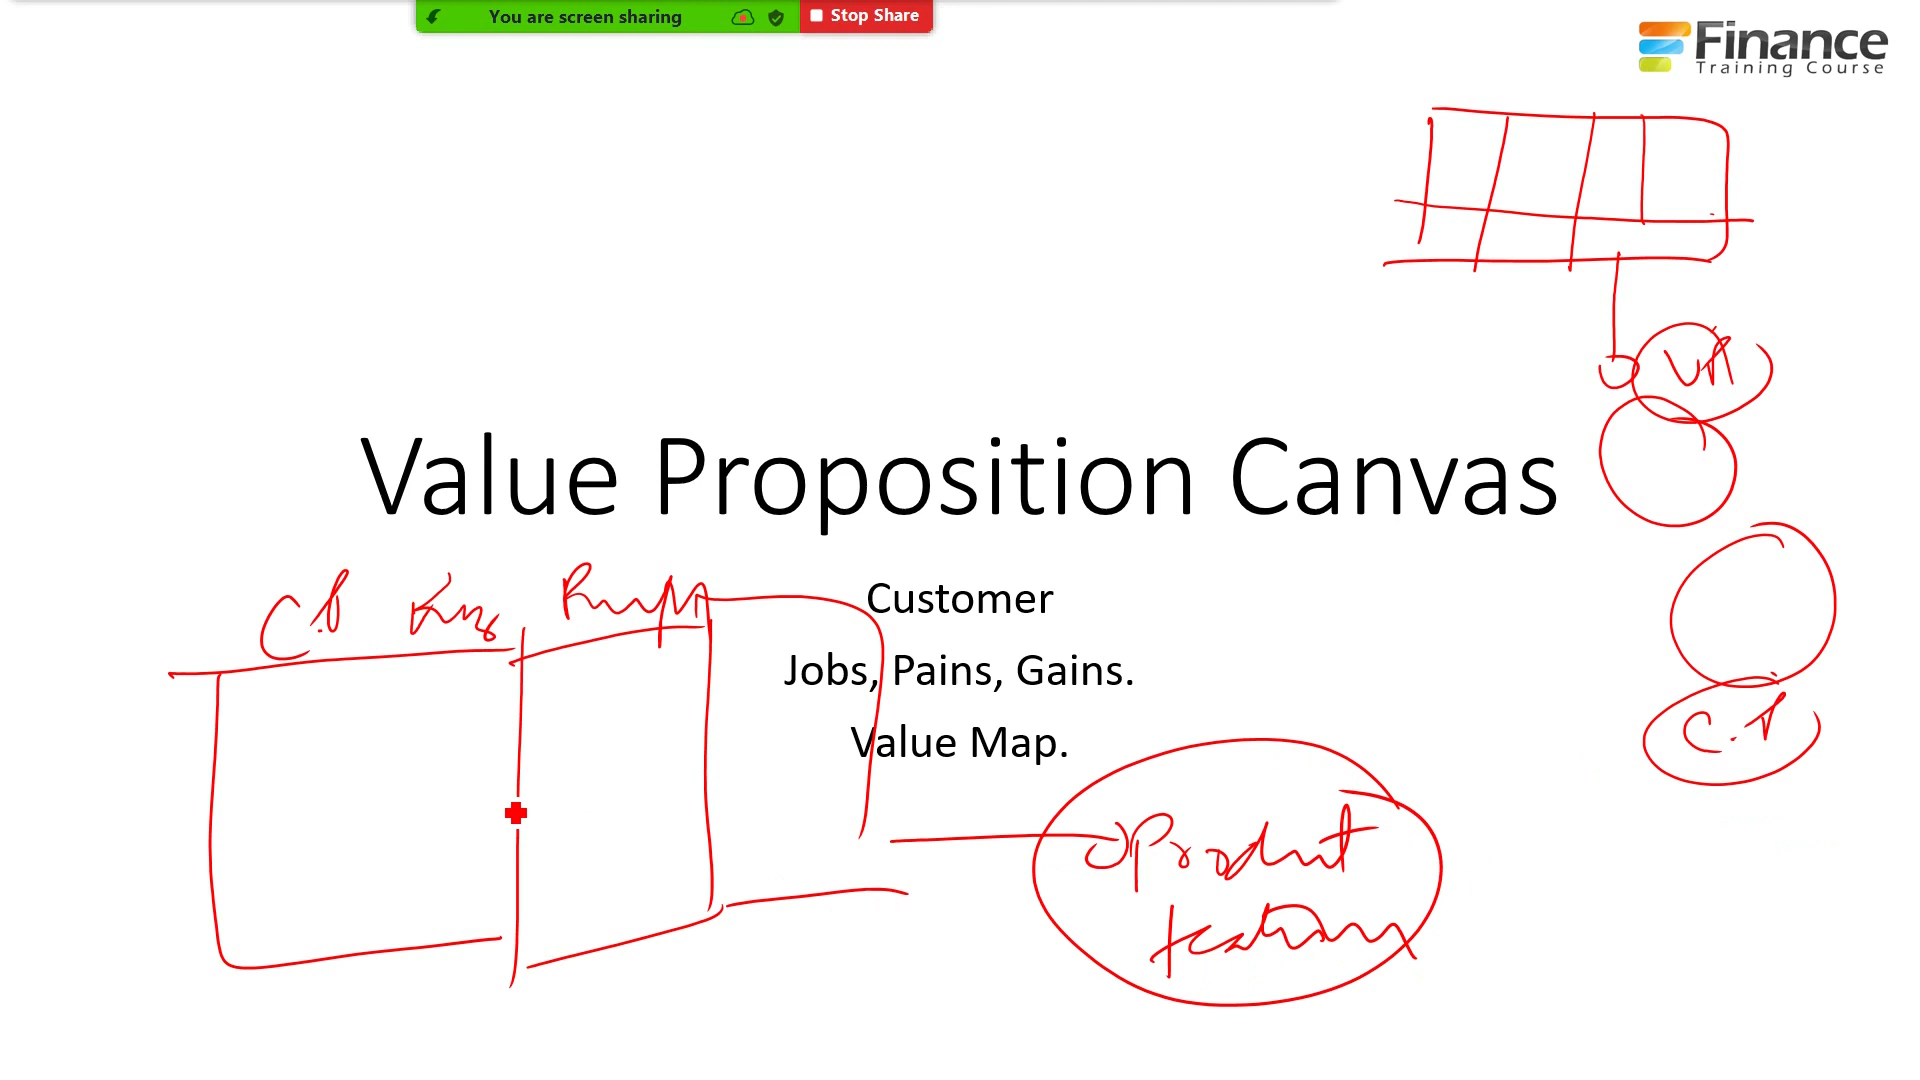 You are screen sharing
Stop Share
Finance
Training Course
Value Proposition Canvas
Customer
Jobs, Pains, Gains.
Value Map.
Product